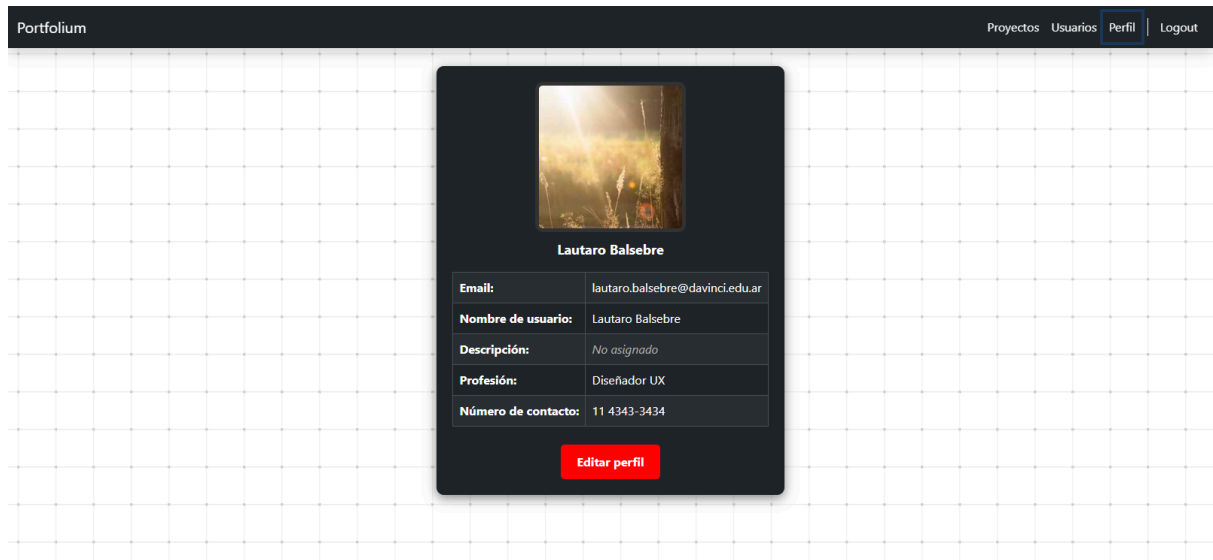 Portfolium
Proyectos Usuarios Perfil | Logout
Lautaro Balsebre
Email: lautaro.balsebre@davinci.edu.ar
Nombre de usuario: Lautaro Balsebre
Descripción: No asignado
Profesión: Diseñador UX
Número de contacto: 11 4343-3434
Editar perfil